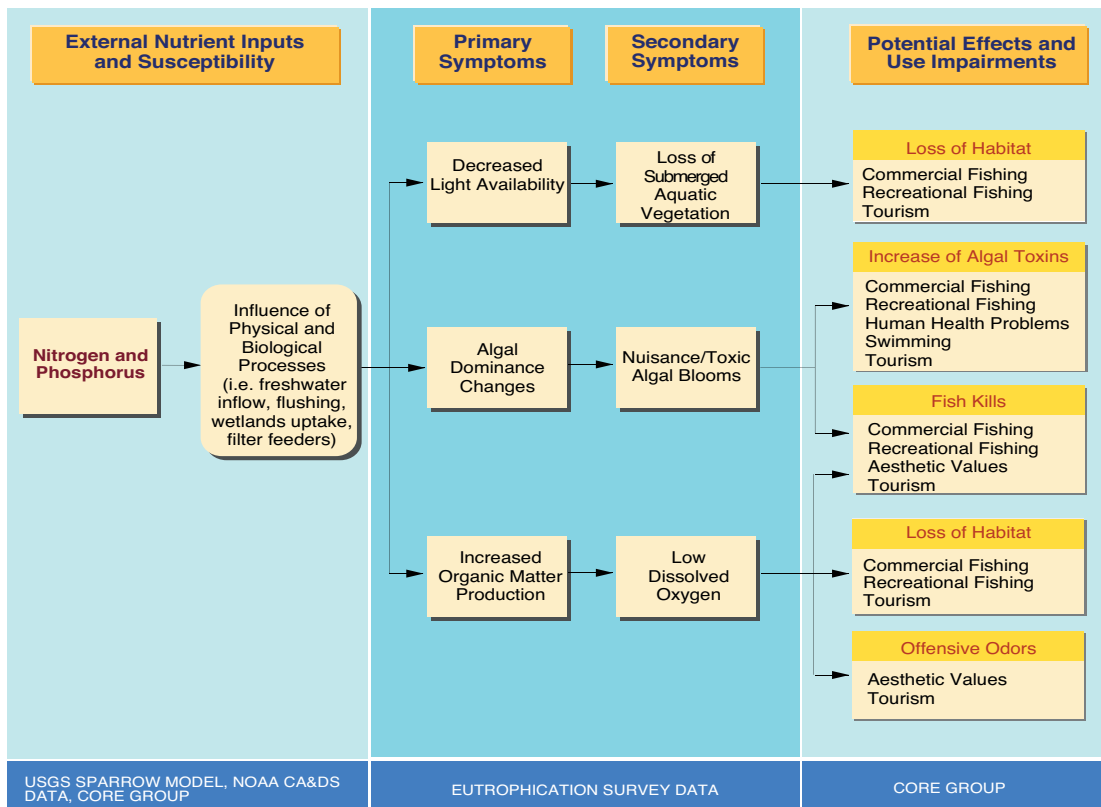 External Nutrient Inputs
and Susceptibility
Primary
Symptoms
Secondary
Symptoms
Potential Effects and
Use Impairments
Nitrogen and
Phosphorus
Influence of
Physical and
Biological
Processes
(i.e. freshwater
inflow, flushing,
wetlands uptake,
filter feeders)
Decreased
Light Availability
Loss of
Submerged
Aquatic
Vegetation
Loss of Habitat
Commercial Fishing
Recreational Fishing
Tourism
Algal
Dominance
Changes
Nuisance/Toxic
Algal Blooms
Increase of Algal Toxins
Commercial Fishing
Recreational Fishing
Human Health Problems
Swimming
Tourism
Fish Kills
Commercial Fishing
Recreational Fishing
Aesthetic Values
Tourism
Increased
Organic Matter
Production
Low
Dissolved
Oxygen
Loss of Habitat
Commercial Fishing
Recreational Fishing
Tourism
Offensive Odors
Aesthetic Values
Tourism
USGS SPARROW MODEL, NOAA CA&DS
DATA, CORE GROUP
EUTROPHICATION SURVEY DATA
CORE GROUP